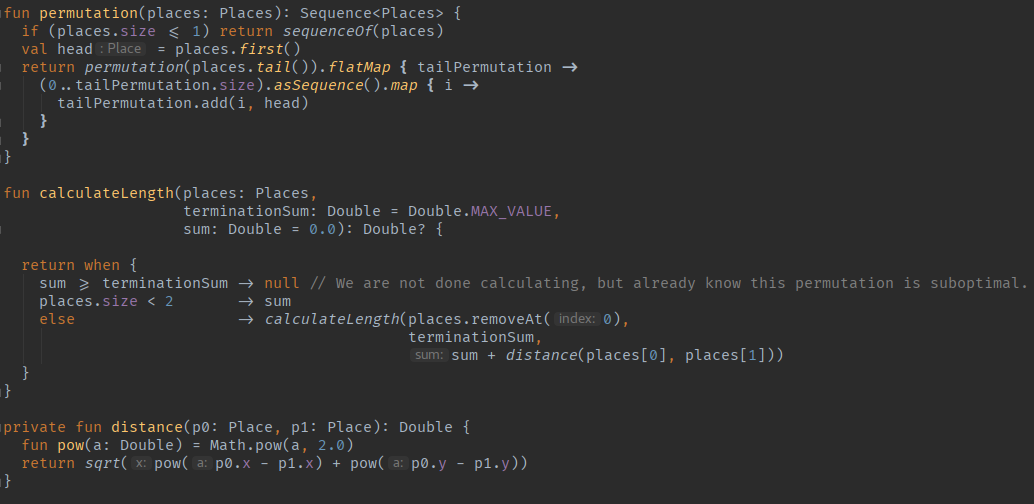 fun permutation(places: Places): Sequence<Places> {
  if (places.size ⩽ 1) return sequenceOf(places)
  val head : Place = places.first()
  return permutation(places.tail()).flatMap { tailPermutation →
    (0..tailPermutation.size).asSequence().map { i →
      tailPermutation.add(i, head)
    }
  }
}
fun calculateLength(places: Places,
                    terminationSum: Double = Double.MAX_VALUE,
                    sum: Double = 0.0): Double? {
  return when {
    sum ⩾ terminationSum → null // We are not done calculating, but already know this permutation is suboptimal.
    places.size < 2       → sum
    else                  → calculateLength(places.removeAt( index: 0),
                                            terminationSum,
                                            sum: sum + distance(places[0], places[1]))
  }
}
private fun distance(p0: Place, p1: Place): Double {
  fun pow(a: Double) = Math.pow(a, 2.0)
  return sqrt( x: pow( a: p0.x - p1.x) + pow( a: p0.y - p1.y))
}